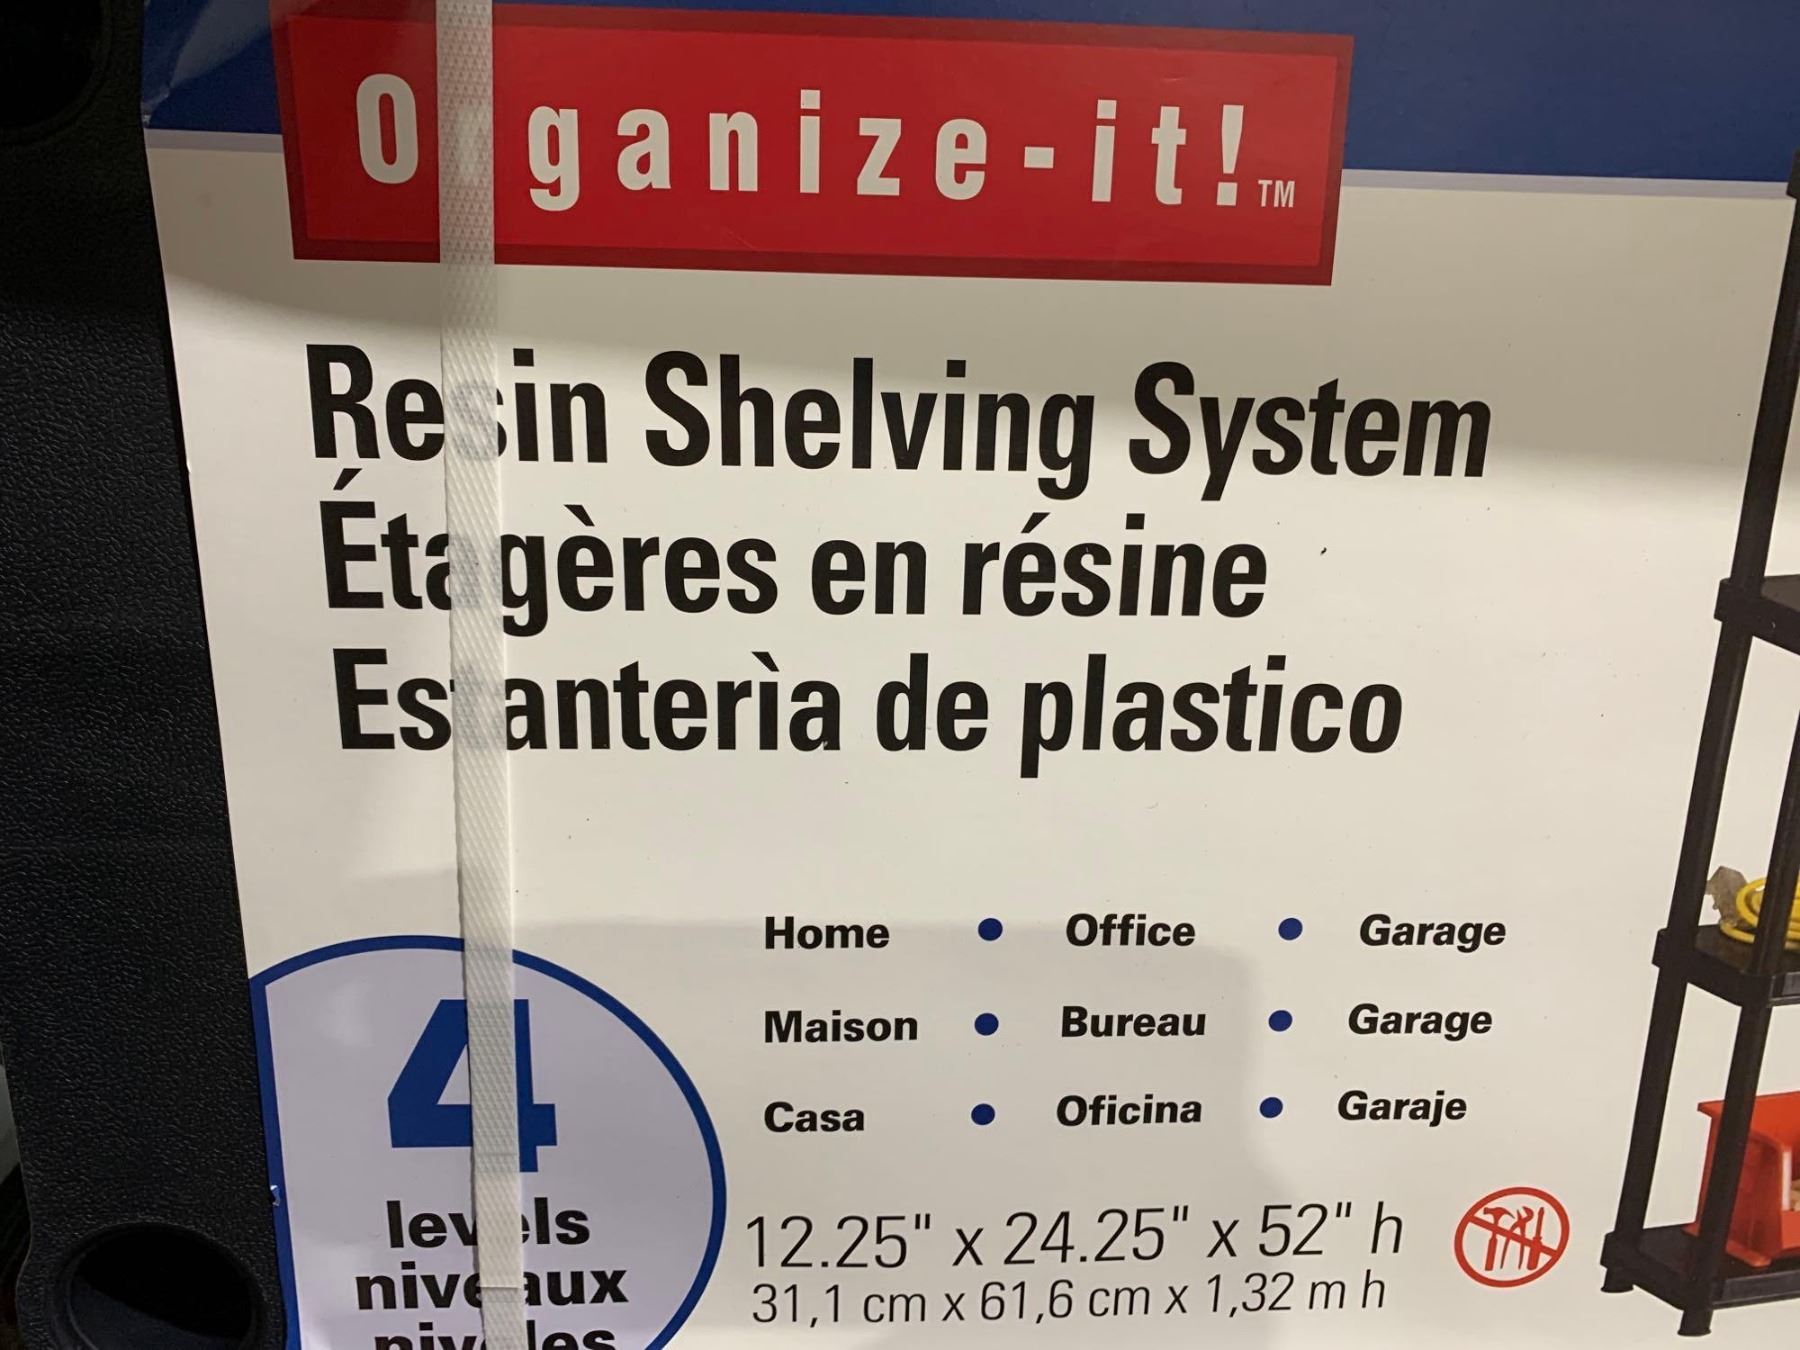 Organize-it!™
Resin Shelving System
Étagères en résine
Estanterìa de plastico
Home • Office • Garage
Maison • Bureau • Garage
Casa • Oficina • Garaje
4
levels
niveaux
niveles
12.25" x 24.25" x 52" h
31,1 cm x 61,6 cm x 1,32 m h